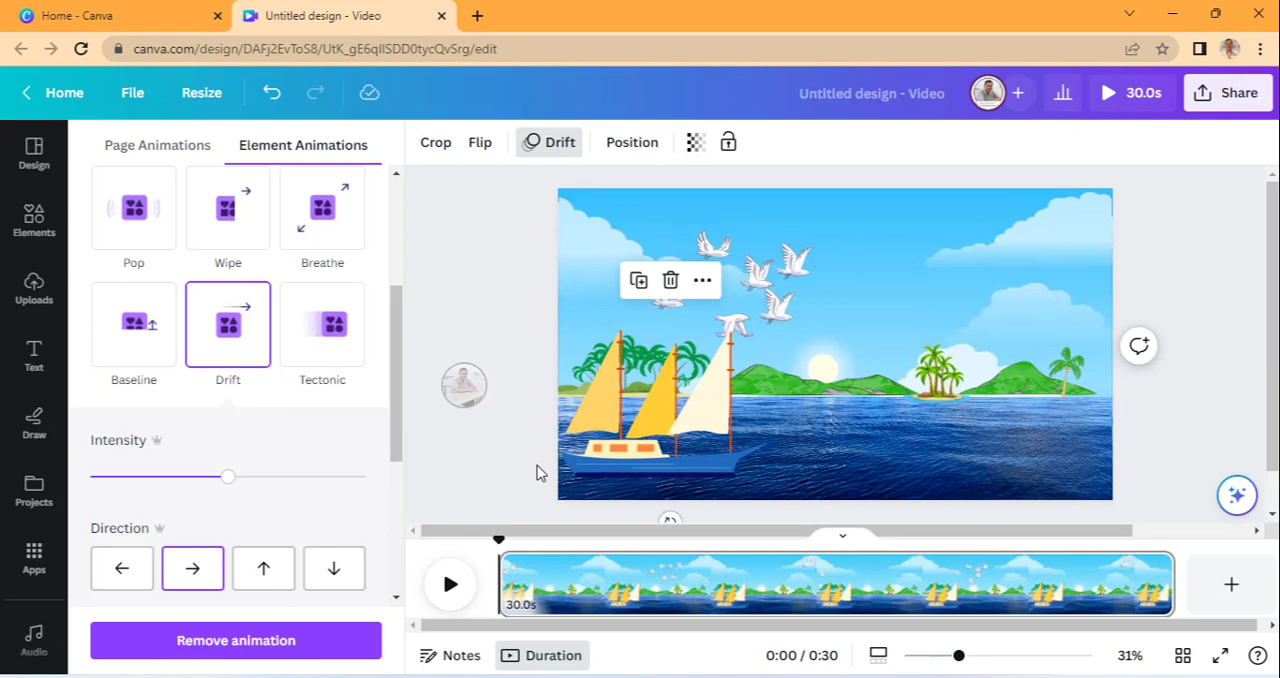 Home - Canva
Untitled design - Video
canva.com/design/DAFj2EvToS8/UtK_gE6qIlSDD0tycQvSrg/edit
Home
File
Resize
Untitled design - Video
30.0s
Share
Design
Elements
Uploads
Text
Draw
Projects
Apps
Audio
Page Animations
Element Animations
Pop
Wipe
Breathe
Baseline
Drift
Tectonic
Intensity
Direction
Remove animation
Crop
Flip
Drift
Position
30.0s
Notes
Duration
0:00 / 0:30
31%